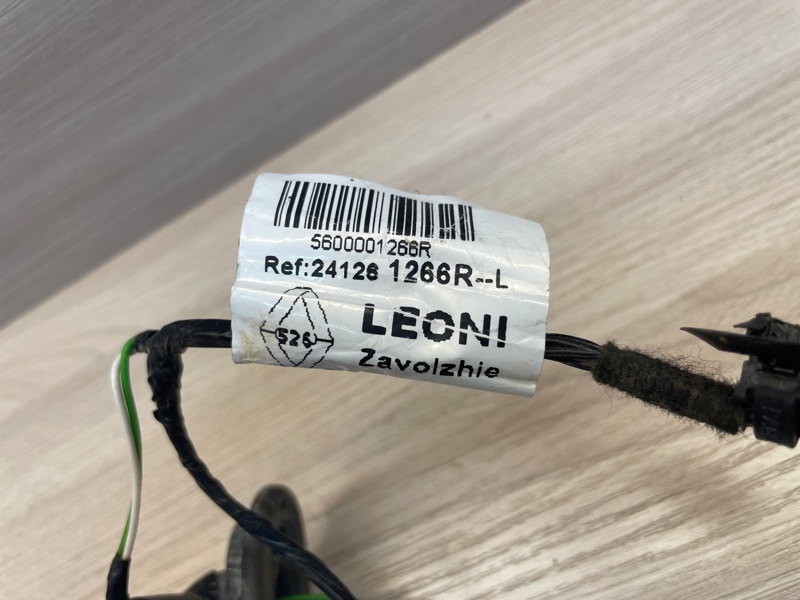 5600001266R
Ref:24126 1266R--L
526
LEONI
Zavolzhie